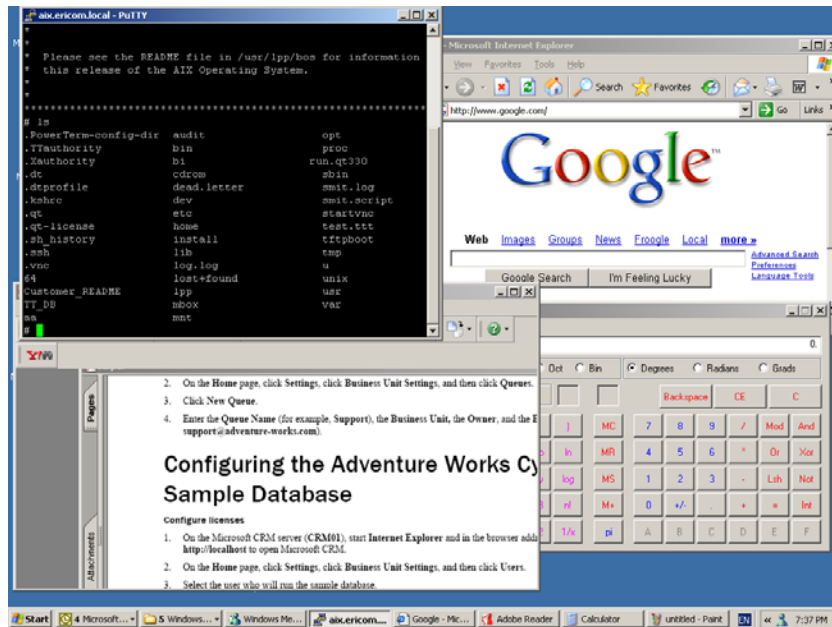 aix.ericom.local - PuTTY
*
*
*   Please see the README file in /usr/lpp/bos for information
*   this release of the AIX Operating System.
*
*
*******************************************************
# ls
.PowerTerm-config-dir   audit   opt
.TTauthority   bin   proc
.Xauthority   bi   run.qt330
.dt   cdrom   sbin
.dtprofile   dead.letter   smit.log
.kshrc   dev   smit.script
.qt   etc   startvnc
.qt-license   home   test.ttt
.sh_history   install   tftpboot
.ssh   lib   tmp
.vnc   log.log   u
64   lost+found   unix
Customer_README   lpp   usr
TT_DB   mbox   var
aa   mnt
#
- Microsoft Internet Explorer
View Favorites Tools Help
Search Favorites
http://www.google.com/ Go Links
Google™
Web Images Groups News Froogle Local more »
Advanced Search
Preferences
Language Tools
Google Search I'm Feeling Lucky
0.
Oct Bin Degrees Radians Grads
Backspace CE C
) MC 7 8 9 / Mod And
ln MR 4 5 6 * Or Xor
log MS 1 2 3 - Lsh Not
n! M+ 0 +/- . + = Int
1/x pi A B C D E F
Pages
Attachments
2. On the Home page, click Settings, click Business Unit Settings, and then click Queues.
3. Click New Queue.
4. Enter the Queue Name (for example, Support), the Business Unit, the Owner, and the E
support@adventure-works.com).
Configuring the Adventure Works Cy
Sample Database
Configure licenses
1. On the Microsoft CRM server (CRM01), start Internet Explorer and in the browser addr
http://localhost to open Microsoft CRM.
2. On the Home page, click Settings, click Business Unit Settings, and then click Users.
3. Select the user who will run the sample database.
Start 4 Microsoft... 5 Windows... Windows Me... aix.ericom.... Google - Mic... Adobe Reader Calculator untitled - Paint EN « 7:37 PM